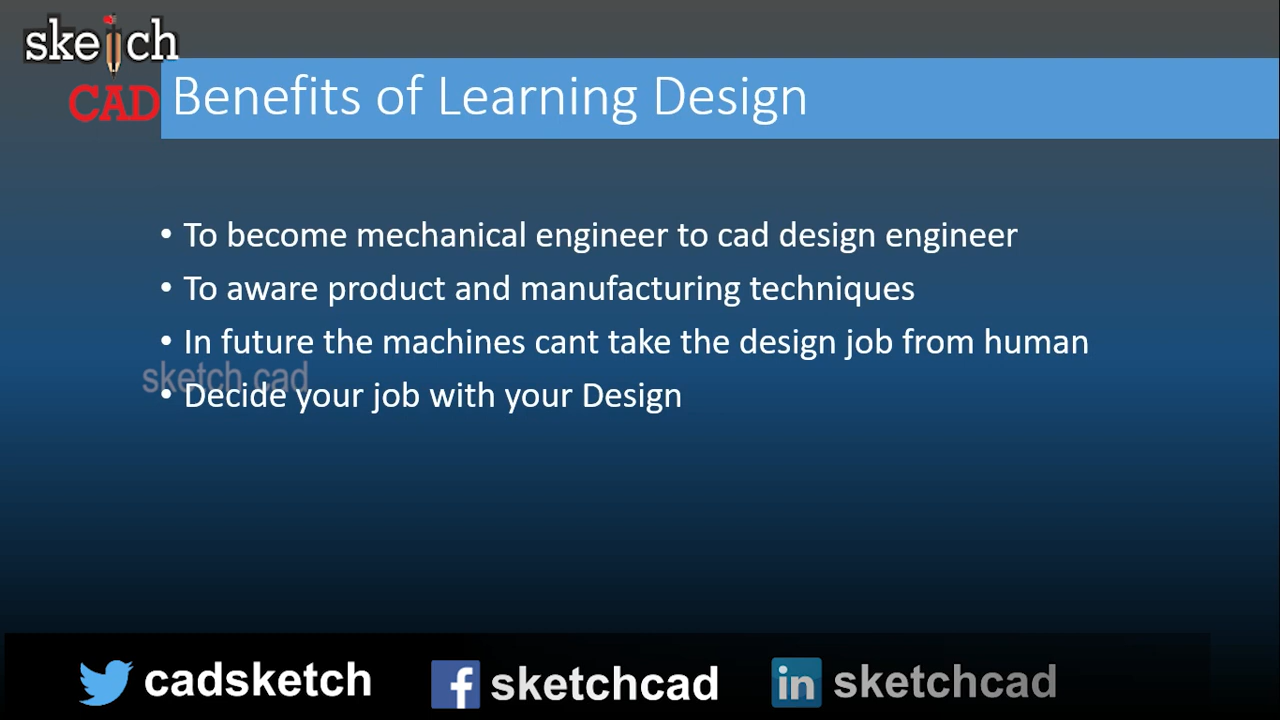 sketch
CAD
Benefits of Learning Design
• To become mechanical engineer to cad design engineer
• To aware product and manufacturing techniques
• In future the machines cant take the design job from human
sketch cad
• Decide your job with your Design
cadsketch
sketchcad
in sketchcad